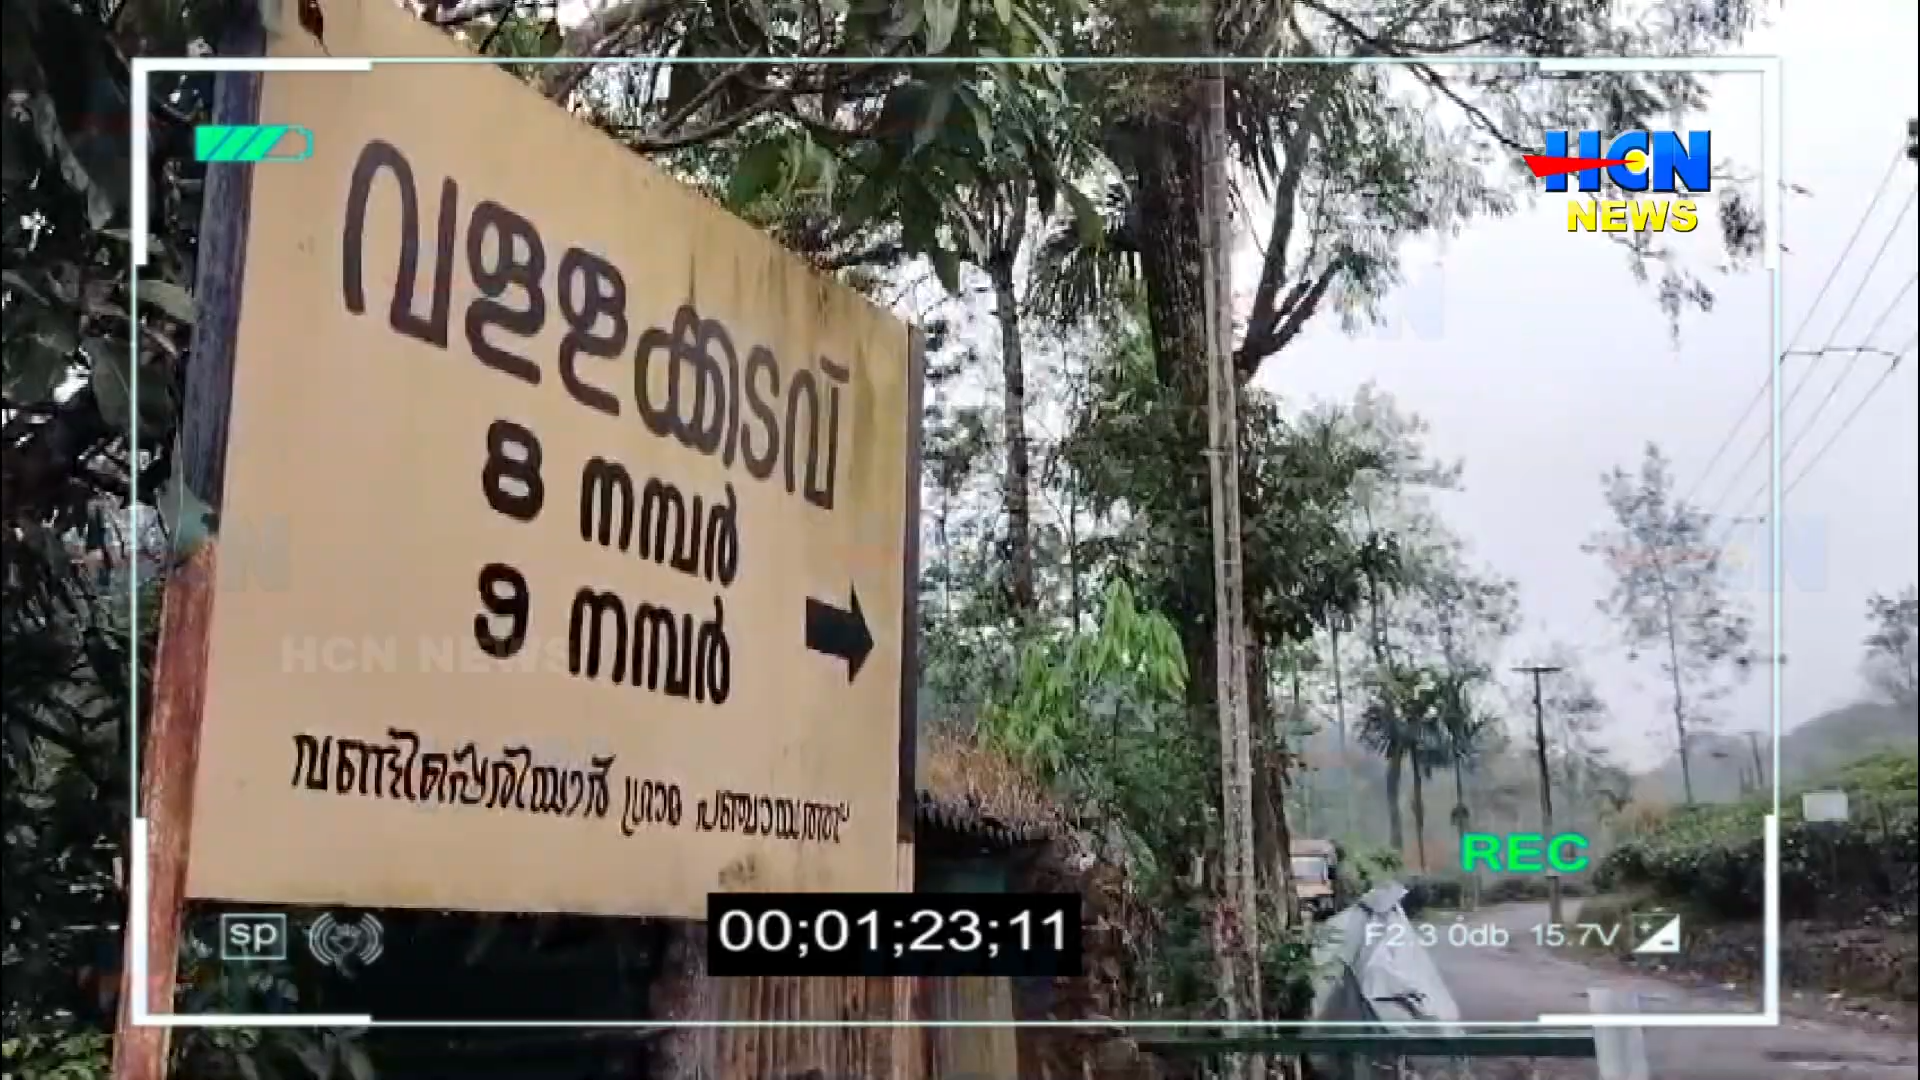 HCN
NEWS
വള്ളക്കടവ്
8 നമ്പർ
9 നമ്പർ
വണ്ടിപ്പെരിയാർ ഗ്രാമ പഞ്ചായത്ത്
HCN NEWS
REC
sp
00;01;23;11
F2.3 0db 15.7V